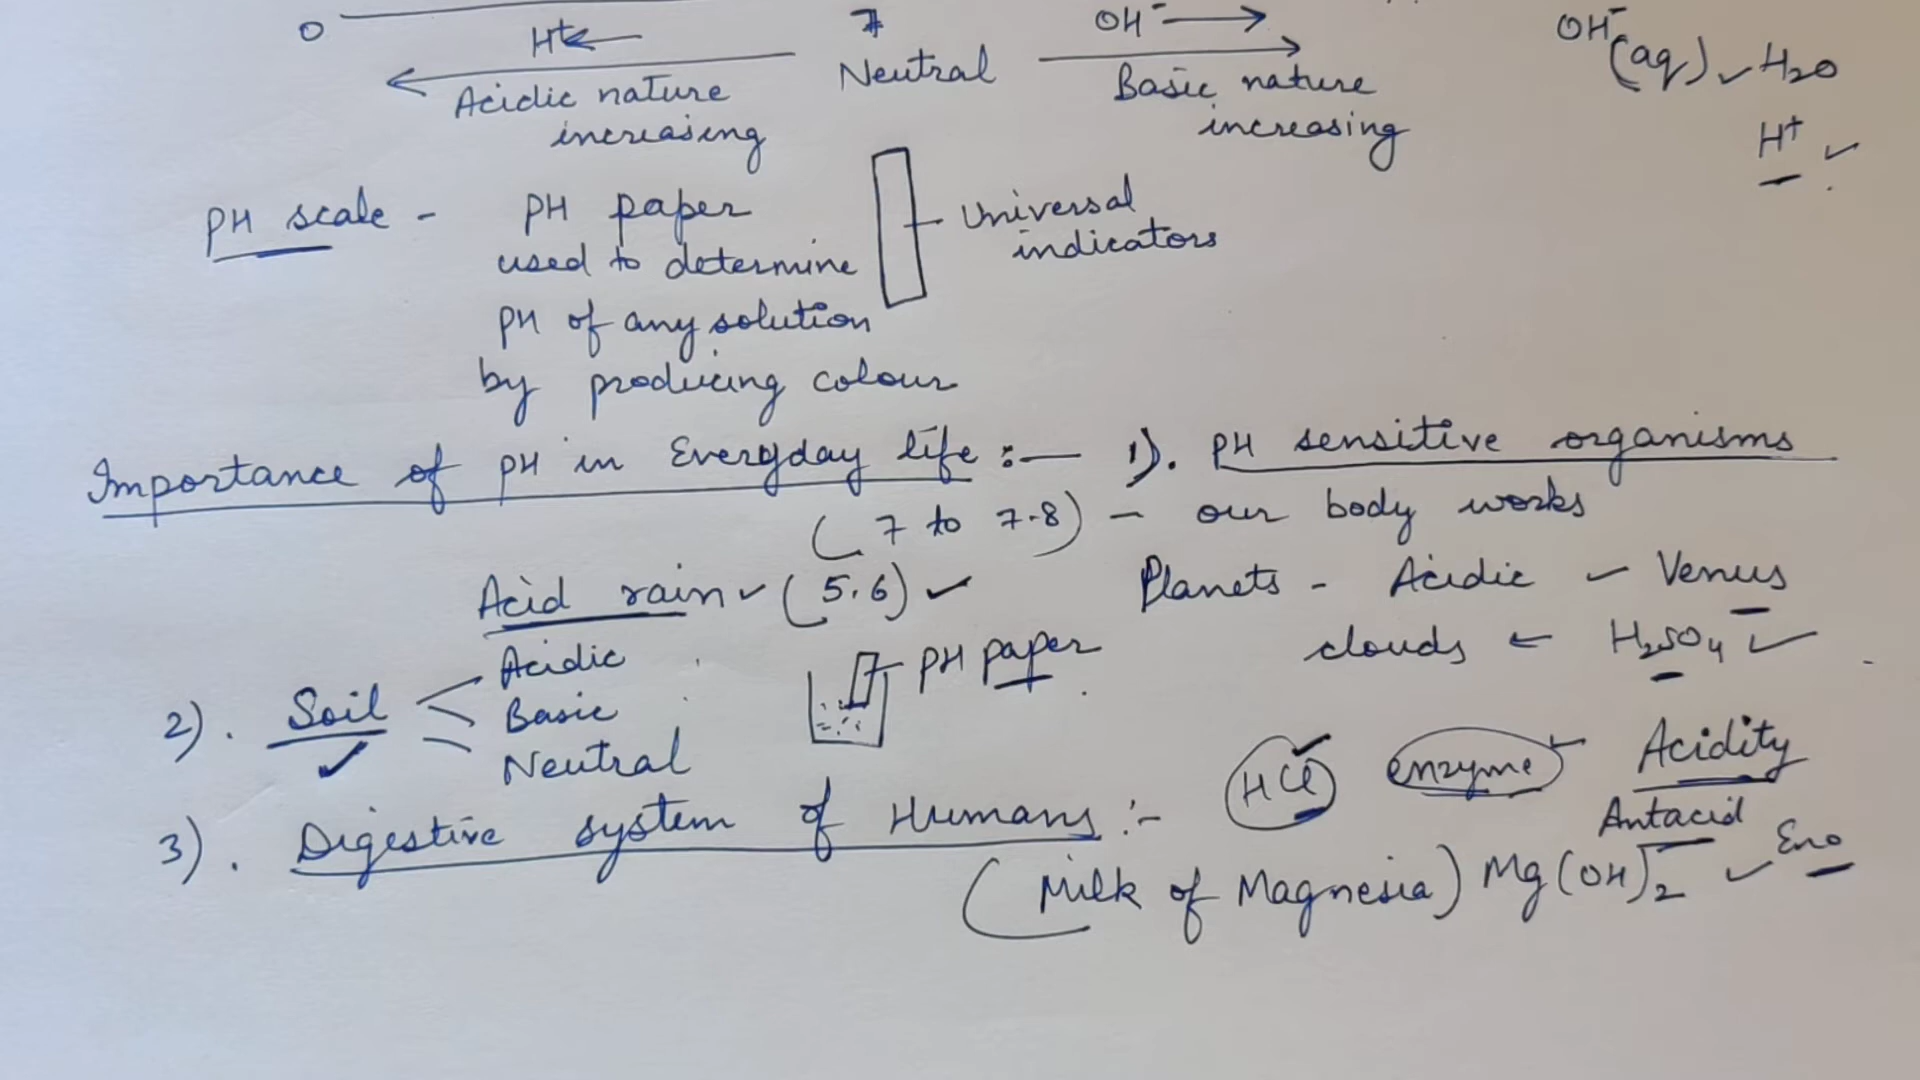 0 H+ ← 7 OH⁻ → OH⁻(aq) ✓ H₂O
← Acidic nature increasing Neutral Basic nature increasing → H+ ✓
PH scale - PH paper Universal
used to determine indicators
PH of any solution
by producing colour
Importance of PH in Everyday life :— 1). PH sensitive organisms
(7 to 7.8) — our body works
Acid rain ✓ (5.6) ✓ Planets - Acidic - Venus
clouds ← H₂SO₄ ✓
2). Soil Acidic PH paper
Basic
Neutral
3). Digestive system of Humans :- HCl enzyme Acidity
Antacid
(Milk of Magnesia) Mg(OH)₂ ✓ Eno